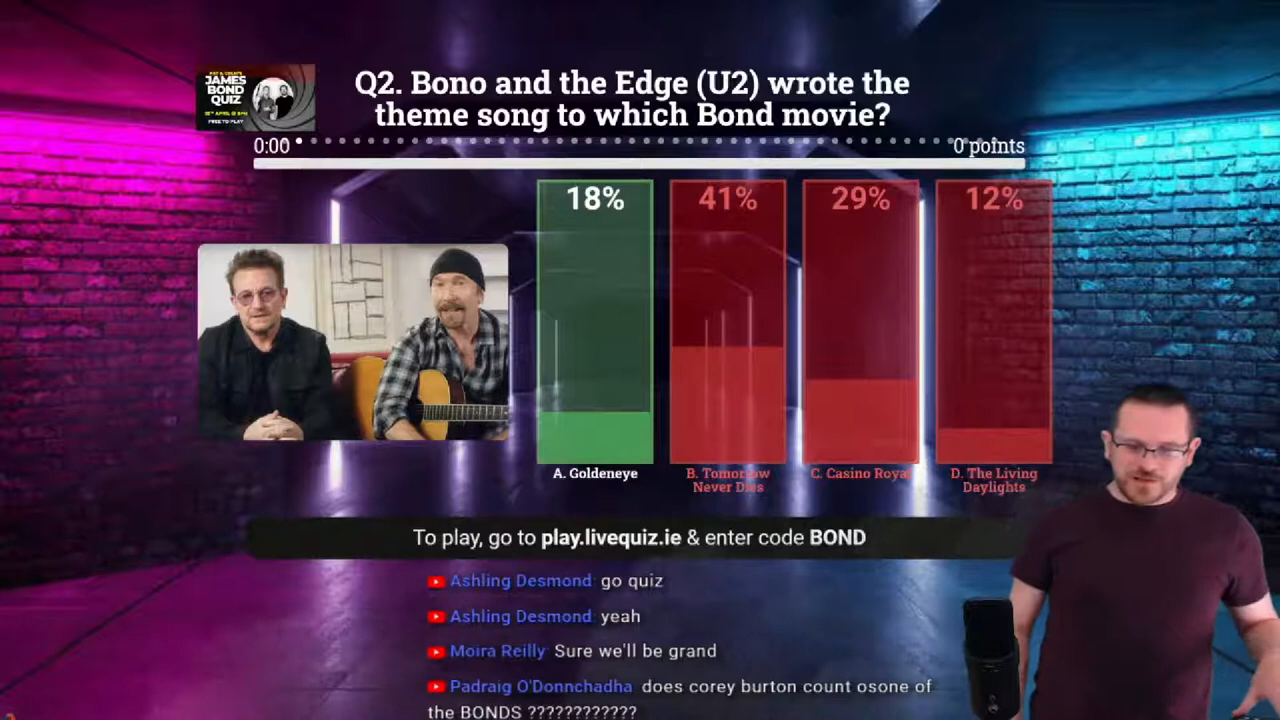 PAT & GREAT'S
JAMES
BOND
QUIZ
FREE TO PLAY
Q2. Bono and the Edge (U2) wrote the
theme song to which Bond movie?
0:00
0 points
18%
41%
29%
12%
A. Goldeneye
B. Tomorrow
Never Dies
C. Casino Royal
D. The Living
Daylights
To play, go to play.livequiz.ie & enter code BOND
Ashling Desmond: go quiz
Ashling Desmond: yeah
Moira Reilly: Sure we'll be grand
Padraig O'Donnchadha: does corey burton count osone of
the BONDS ????????????